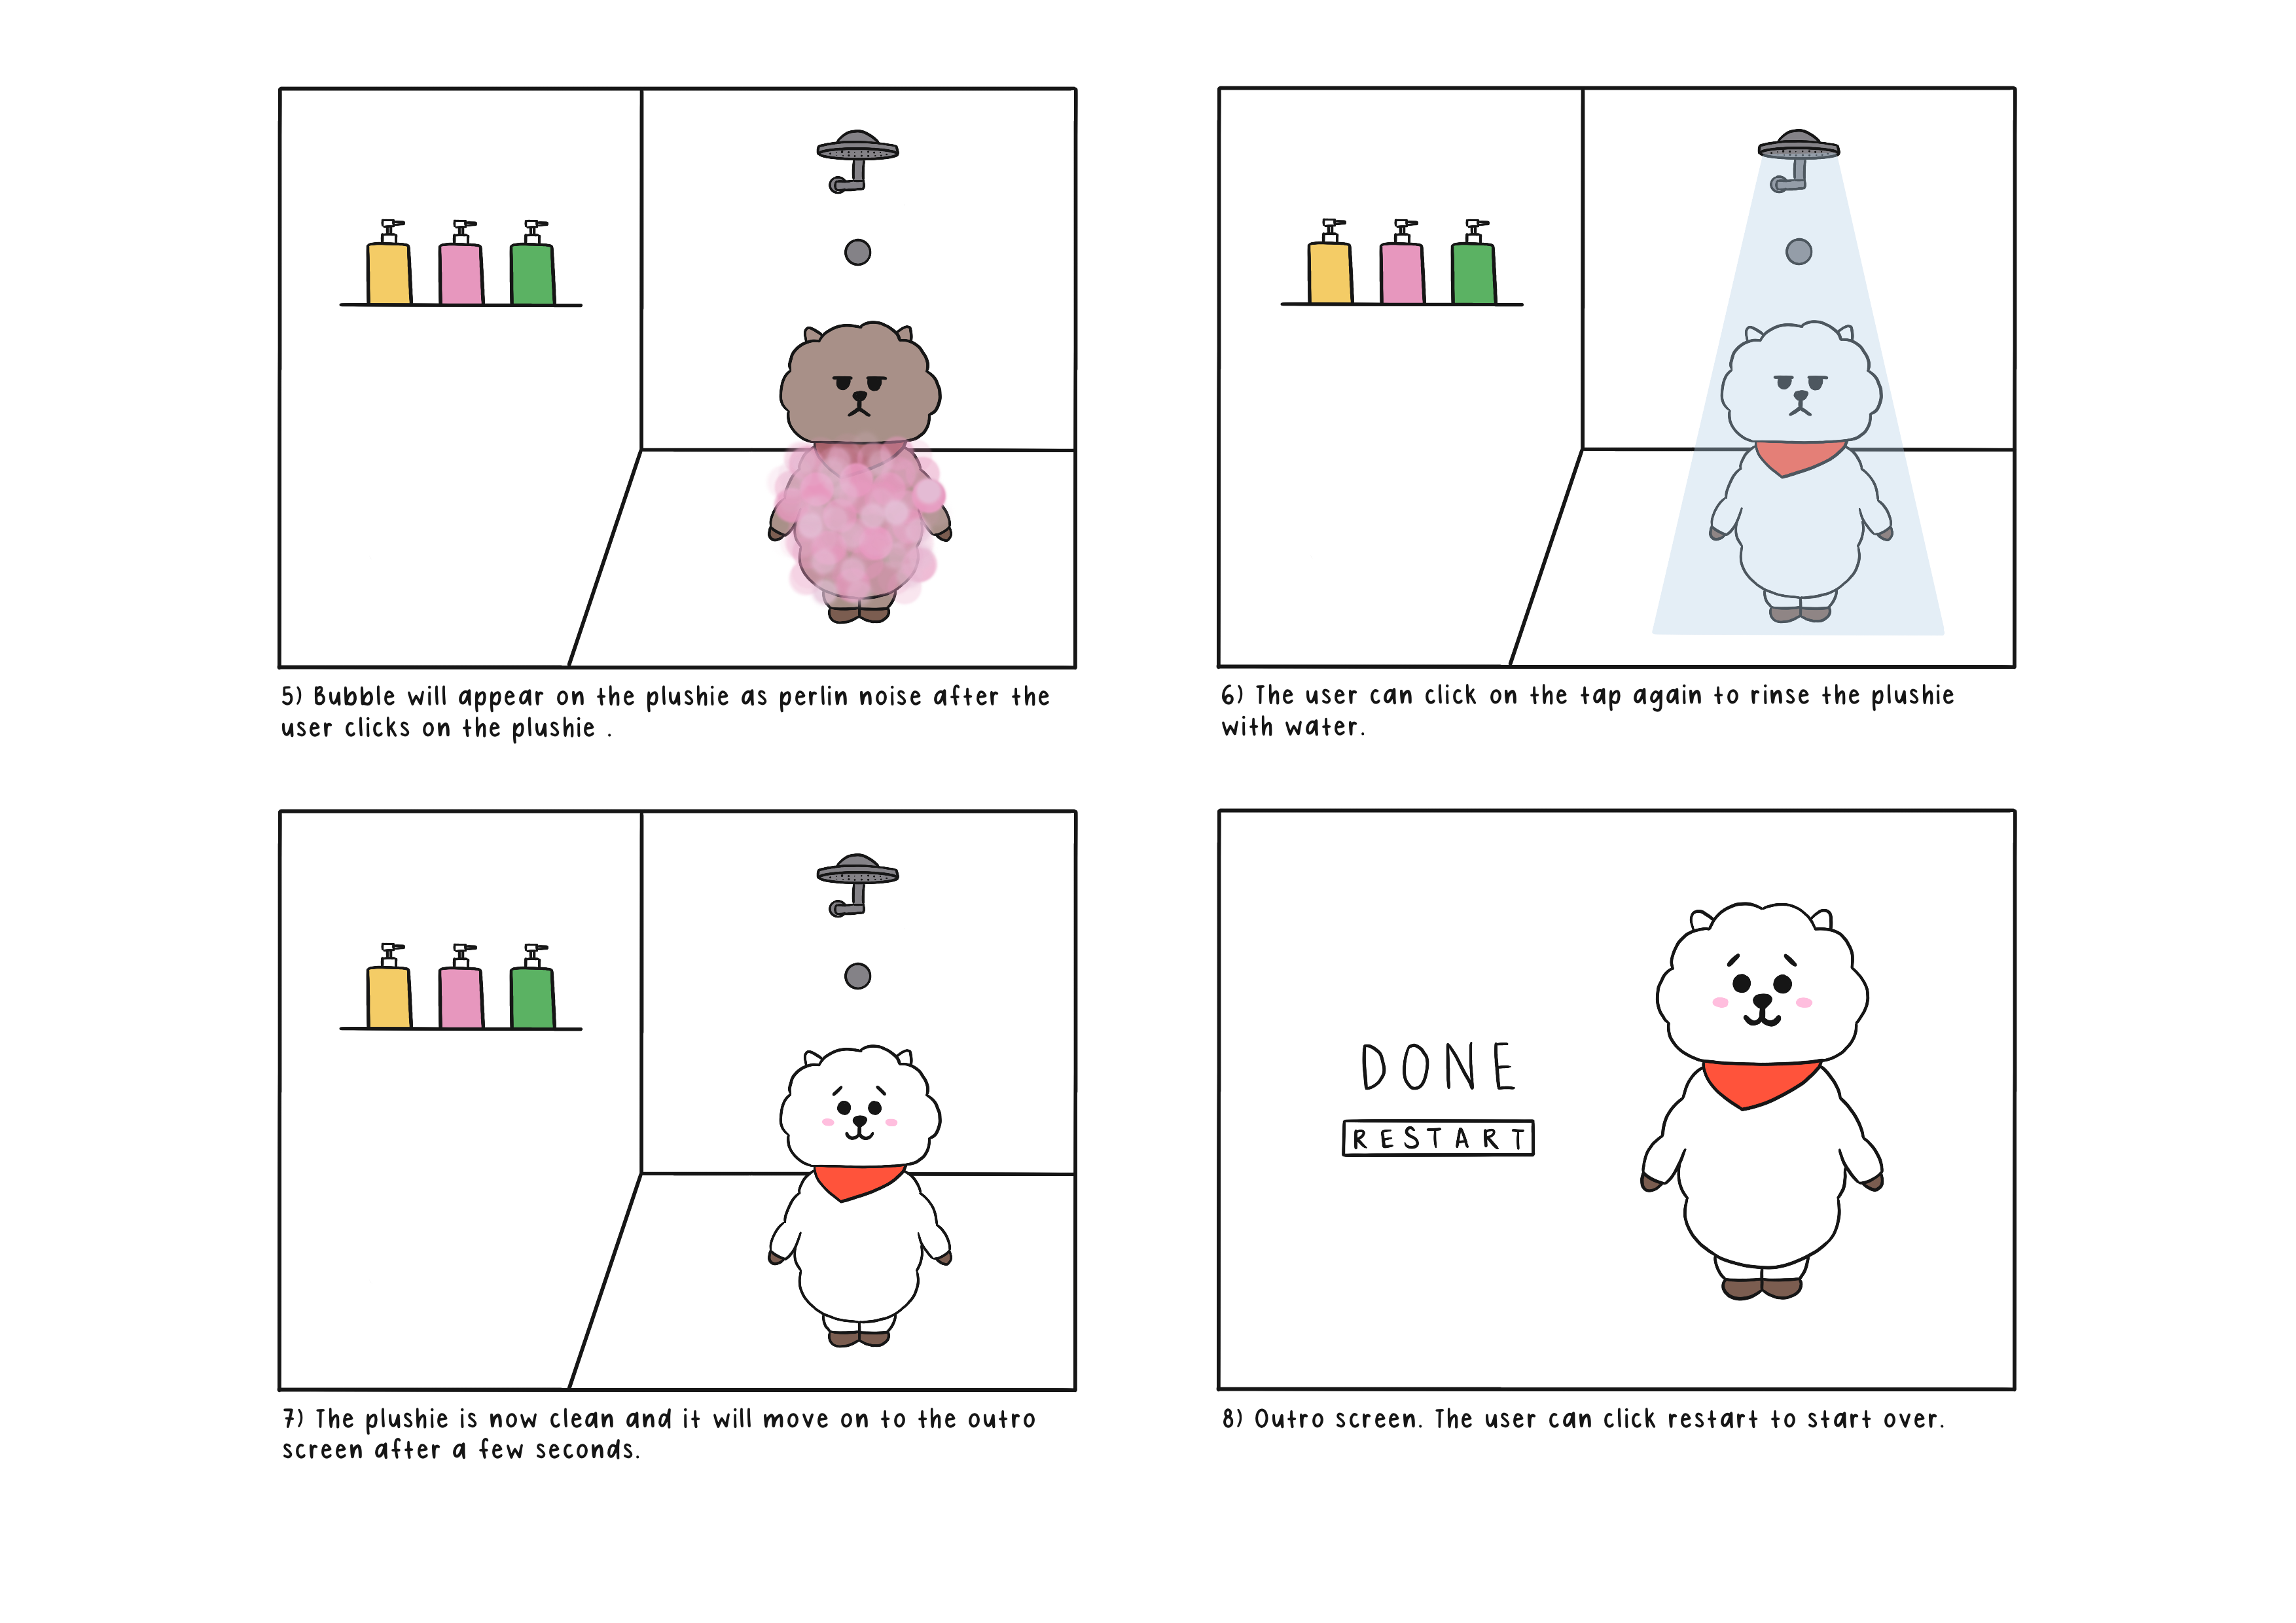 5) Bubble will appear on the plushie as perlin noise after the
user clicks on the plushie .
6) The user can click on the tap again to rinse the plushie
with water.
7) The plushie is now clean and it will move on to the outro
screen after a few seconds.
DONE
RESTART
8) Outro screen. The user can click restart to start over.